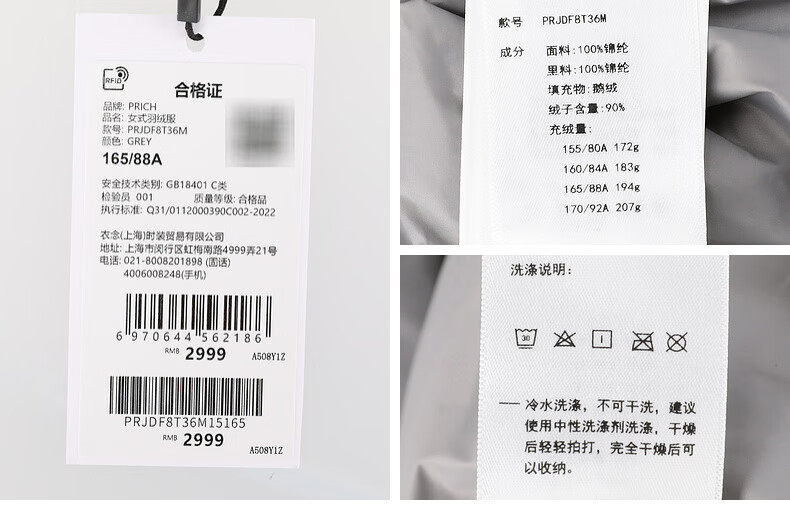 RFID
合格证
品牌: PRICH
品名: 女式羽绒服
款号: PRJDF8T36M
颜色: GREY
165/88A
安全技术类别: GB18401 C类
检验员 001 质量等级: 合格品
执行标准: Q31/0112000390C002-2022
衣念(上海)时装贸易有限公司
地址: 上海市闵行区虹梅南路4999弄21号
电话: 021-8008201898 (固话)
4006008248(手机)
6 970644 562186
RMB 2999 A508Y1Z
PRJDF8T36M15165
RMB 2999 A508Y1Z
款号 PRJDF8T36M
成分 面料:100%锦纶
里料:100%锦纶
填充物:鹅绒
绒子含量:90%
充绒量:
155/80A 172g
160/84A 183g
165/88A 194g
170/92A 207g
洗涤说明:
30
一一 冷水洗涤，不可干洗，建议
使用中性洗涤剂洗涤，干燥
后轻轻拍打，完全干燥后可
以收纳。